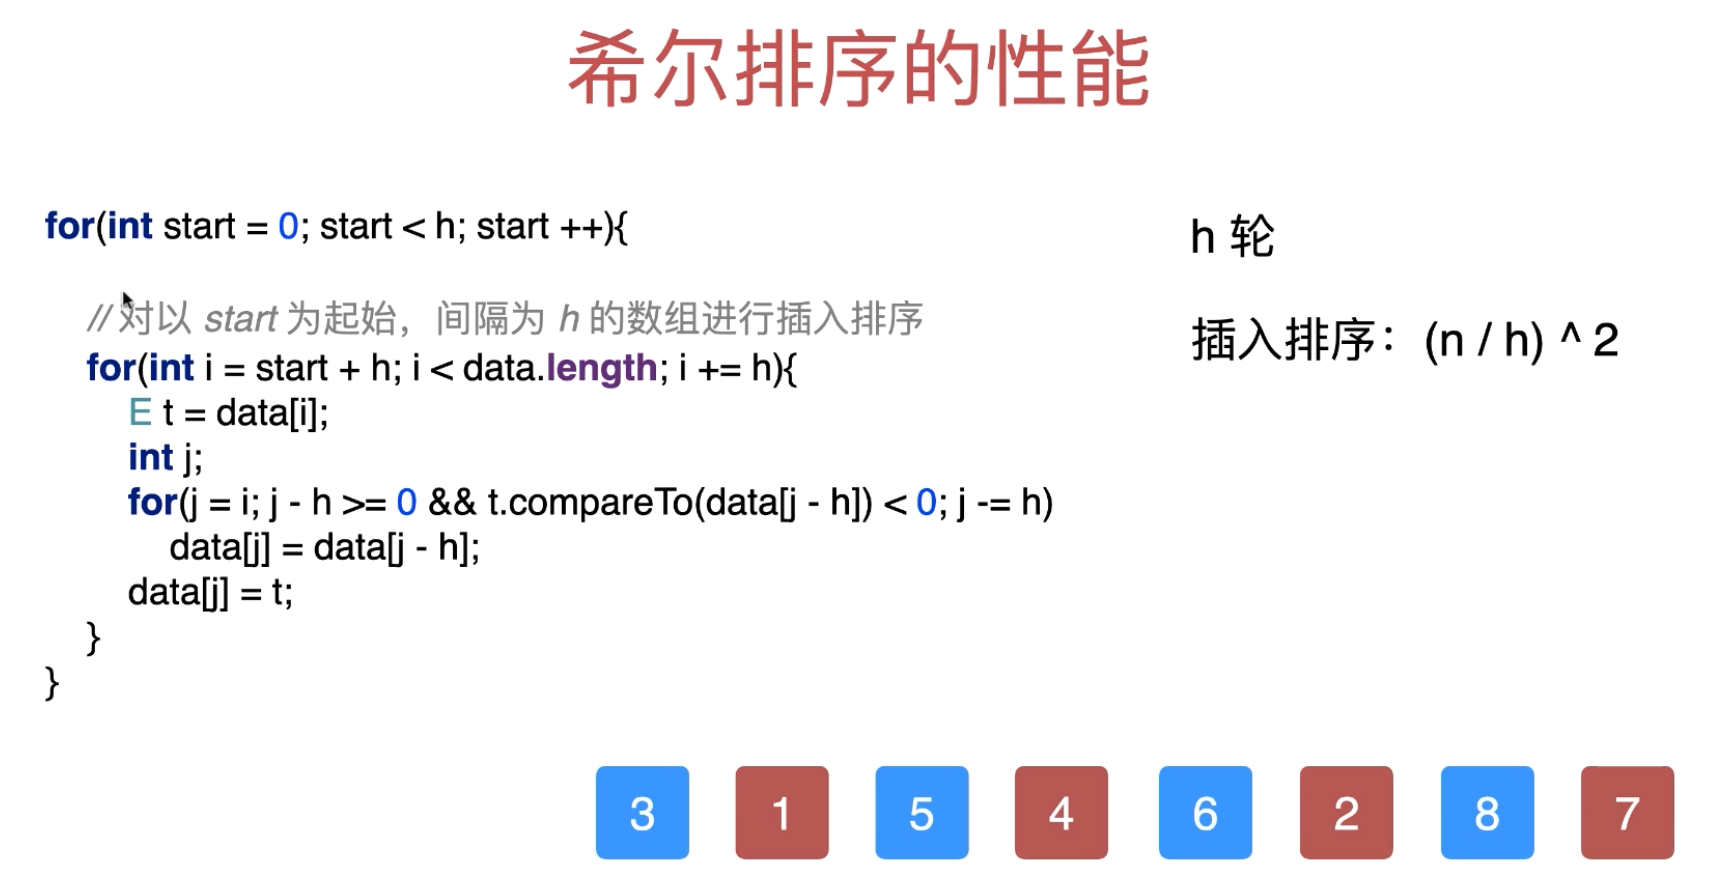 希尔排序的性能
for(int start = 0; start < h; start ++){
// 对以 start 为起始，间隔为 h 的数组进行插入排序
for(int i = start + h; i < data.length; i += h){
E t = data[i];
int j;
for(j = i; j - h >= 0 && t.compareTo(data[j - h]) < 0; j -= h)
data[j] = data[j - h];
data[j] = t;
}
}
h 轮
插入排序：(n / h) ^ 2
3 1 5 4 6 2 8 7